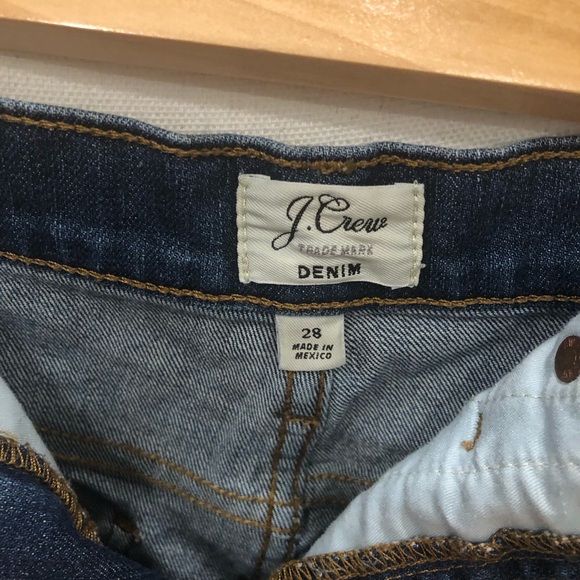 J.Crew
TRADE MARK
DENIM
28
MADE IN
MEXICO